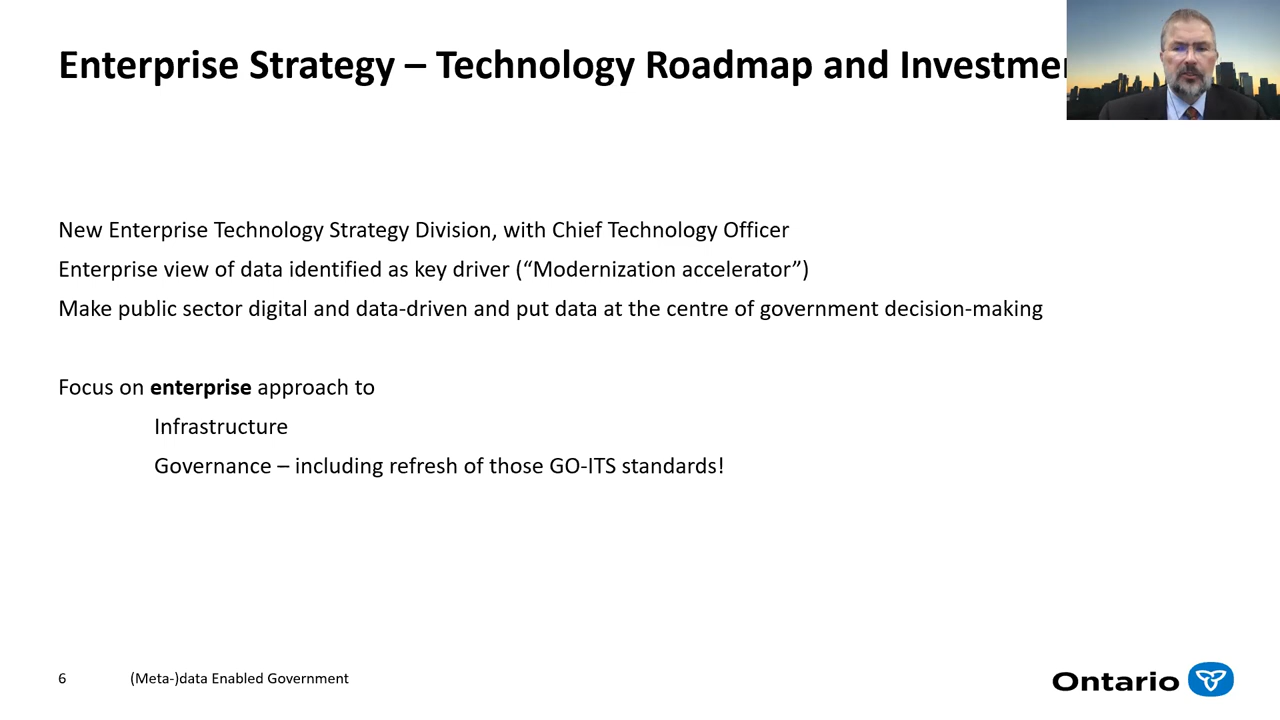 Enterprise Strategy – Technology Roadmap and
New Enterprise Technology Strategy Division, with Chief Technology Officer
Enterprise view of data identified as key driver (“Modernization accelerator”)
Make public sector digital and data-driven and put data at the centre of government decision-making
Focus on enterprise approach to
Infrastructure
Governance – including refresh of those GO-ITS standards!
6 (Meta-)data Enabled Government
Ontario